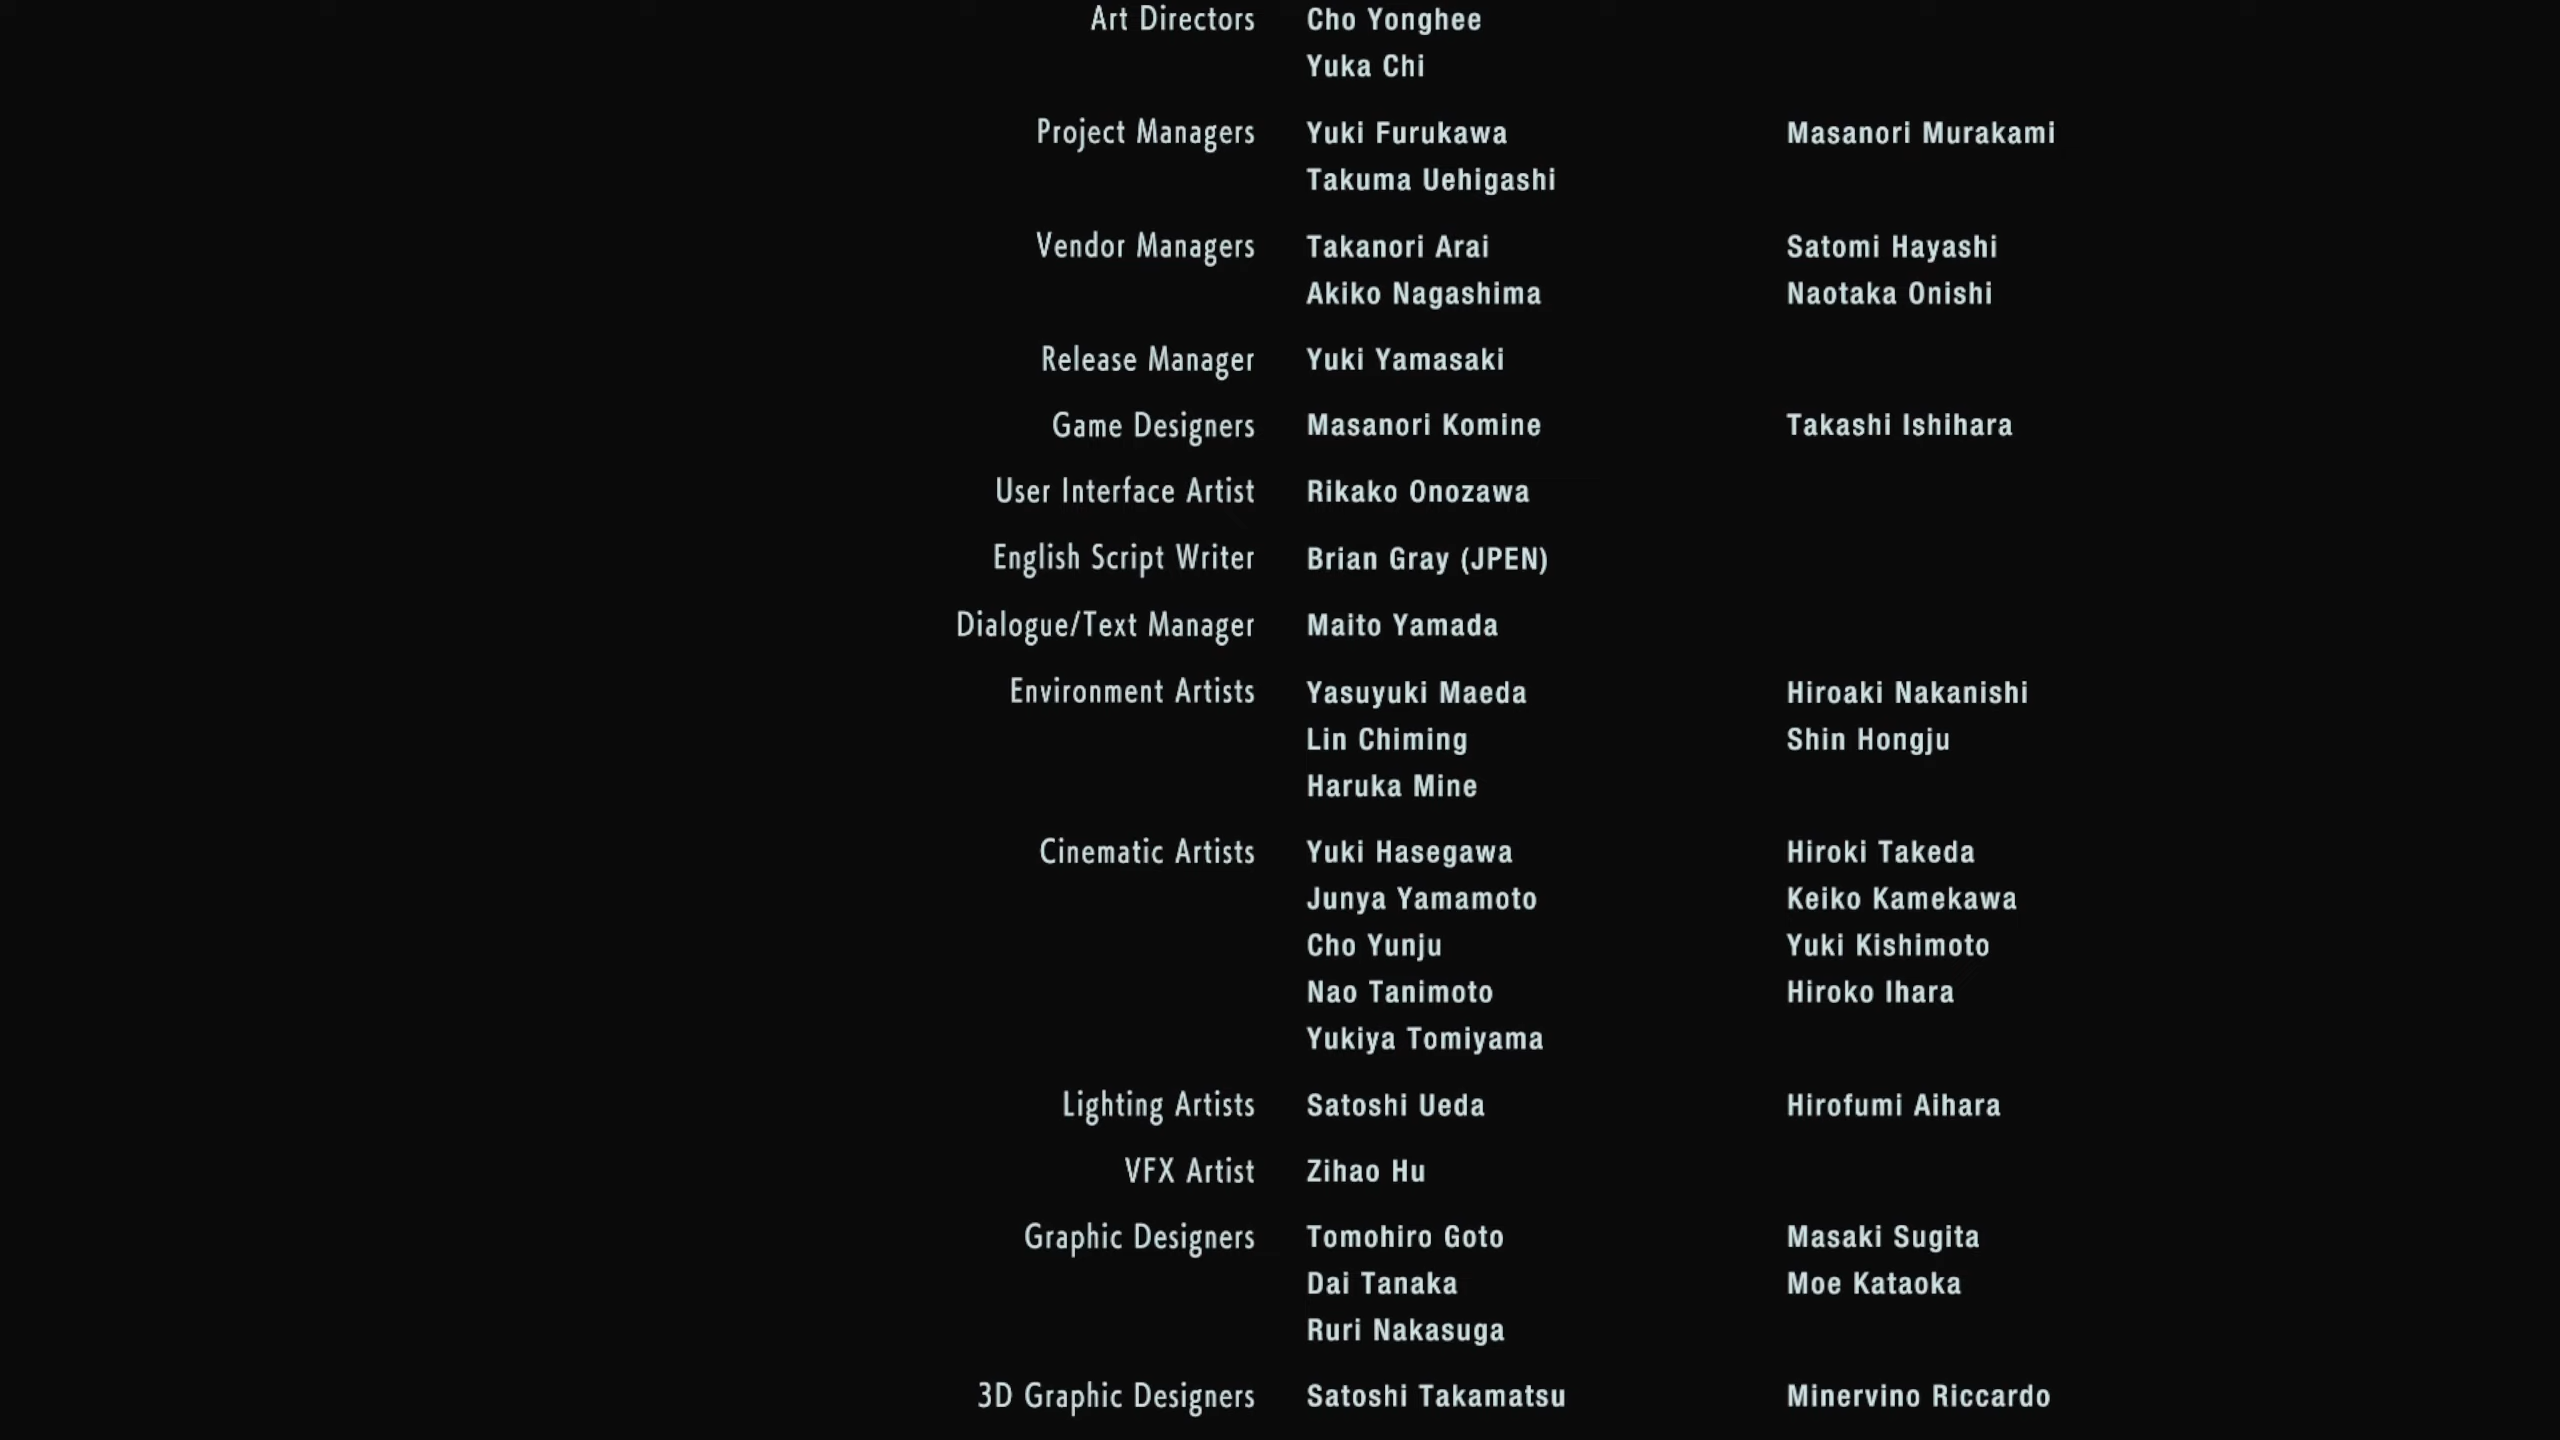 Art Directors Cho Yonghee
Yuka Chi
Project Managers Yuki Furukawa Masanori Murakami
Takuma Uehigashi
Vendor Managers Takanori Arai Satomi Hayashi
Akiko Nagashima Naotaka Onishi
Release Manager Yuki Yamasaki
Game Designers Masanori Komine Takashi Ishihara
User Interface Artist Rikako Onozawa
English Script Writer Brian Gray (JPEN)
Dialogue/Text Manager Maito Yamada
Environment Artists Yasuyuki Maeda Hiroaki Nakanishi
Lin Chiming Shin Hongju
Haruka Mine
Cinematic Artists Yuki Hasegawa Hiroki Takeda
Junya Yamamoto Keiko Kamekawa
Cho Yunju Yuki Kishimoto
Nao Tanimoto Hiroko Ihara
Yukiya Tomiyama
Lighting Artists Satoshi Ueda Hirofumi Aihara
VFX Artist Zihao Hu
Graphic Designers Tomohiro Goto Masaki Sugita
Dai Tanaka Moe Kataoka
Ruri Nakasuga
3D Graphic Designers Satoshi Takamatsu Minervino Riccardo